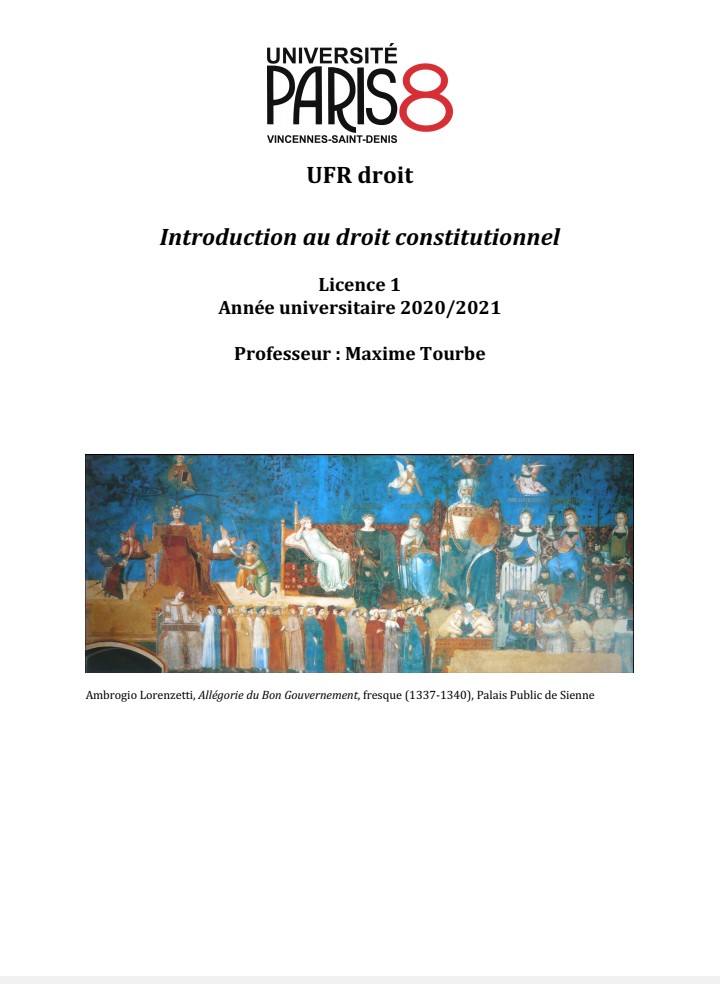 UNIVERSITÉ
PARIS8
VINCENNES-SAINT-DENIS
UFR droit
Introduction au droit constitutionnel
Licence 1
Année universitaire 2020/2021
Professeur : Maxime Tourbe
Ambrogio Lorenzetti, Allégorie du Bon Gouvernement, fresque (1337-1340), Palais Public de Sienne